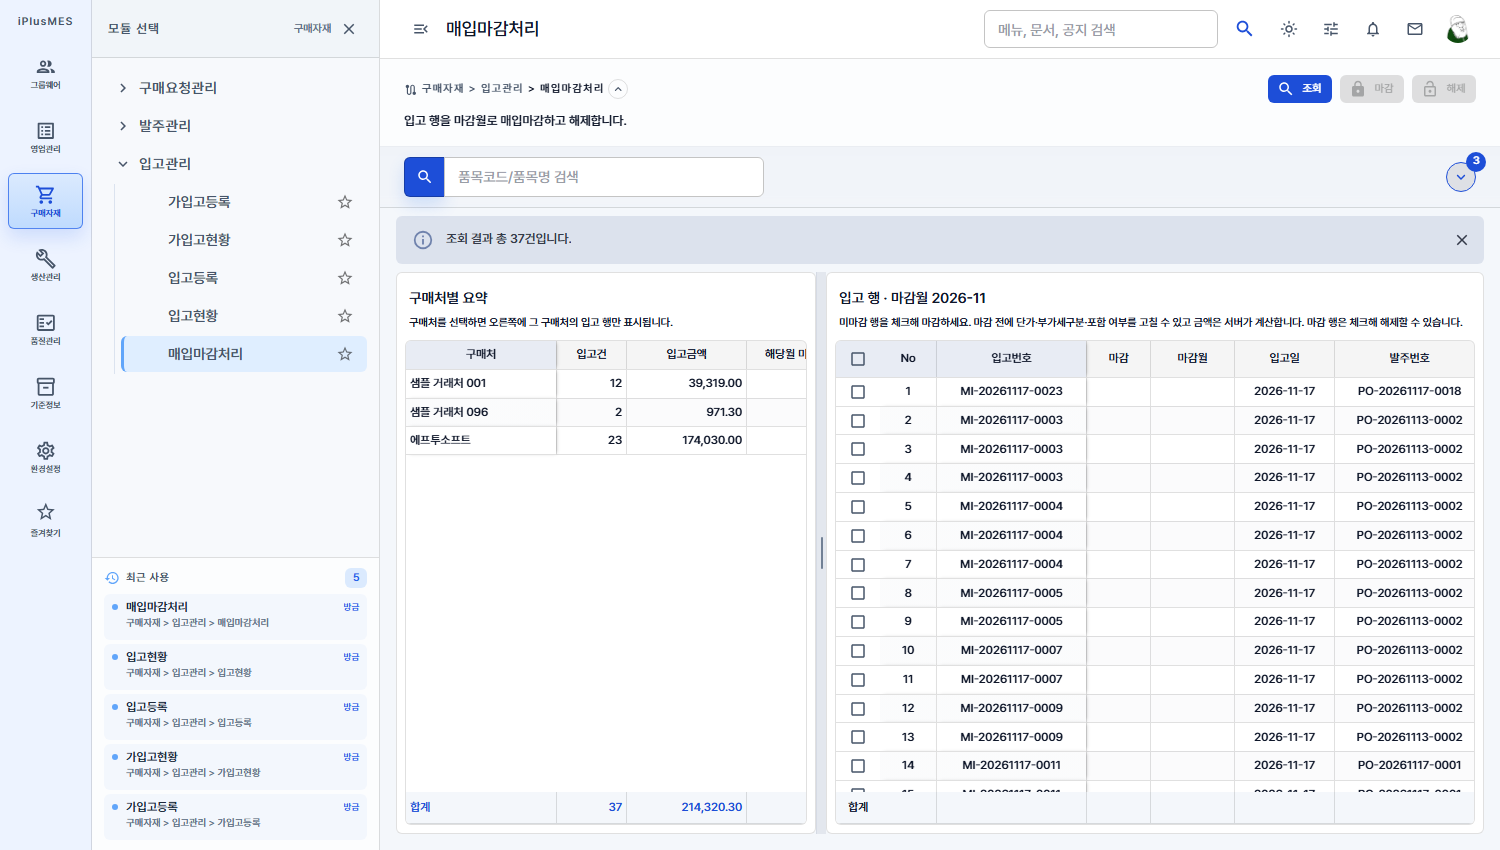 iPlusMES
그룹웨어
영업관리
구매자재
생산관리
품질관리
기준정보
환경설정
즐겨찾기
모듈 선택
구매자재
구매요청관리
발주관리
입고관리
가입고등록
가입고현황
입고등록
입고현황
매입마감처리
최근 사용
5
매입마감처리
방금
구매자재 > 입고관리 > 매입마감처리
입고현황
방금
구매자재 > 입고관리 > 입고현황
입고등록
방금
구매자재 > 입고관리 > 입고등록
가입고현황
방금
구매자재 > 입고관리 > 가입고현황
가입고등록
방금
구매자재 > 입고관리 > 가입고등록
매입마감처리
메뉴, 문서, 공지 검색
구매자재 > 입고관리 > 매입마감처리
조회
마감
해제
입고 행을 마감월로 매입마감하고 해제합니다.
품목코드/품목명 검색
3
조회 결과 총 37건입니다.
구매처별 요약
구매처를 선택하면 오른쪽에 그 구매처의 입고 행만 표시됩니다.
구매처 입고건 입고금액 해당월 마
샘플 거래처 001 12 39,319.00
샘플 거래처 096 2 971.30
에프투소프트 23 174,030.00
합계 37 214,320.30
입고 행 · 마감월 2026-11
미마감 행을 체크해 마감하세요. 마감 전에 단가·부가세구분·포함 여부를 고칠 수 있고 금액은 서버가 계산합니다. 마감 행은 체크해 해제할 수 있습니다.
No 입고번호 마감 마감월 입고일 발주번호
1 MI-20261117-0023 2026-11-17 PO-20261117-0018
2 MI-20261117-0003 2026-11-17 PO-20261113-0002
3 MI-20261117-0003 2026-11-17 PO-20261113-0002
4 MI-20261117-0003 2026-11-17 PO-20261113-0002
5 MI-20261117-0004 2026-11-17 PO-20261113-0002
6 MI-20261117-0004 2026-11-17 PO-20261113-0002
7 MI-20261117-0004 2026-11-17 PO-20261113-0002
8 MI-20261117-0005 2026-11-17 PO-20261113-0002
9 MI-20261117-0005 2026-11-17 PO-20261113-0002
10 MI-20261117-0007 2026-11-17 PO-20261113-0002
11 MI-20261117-0007 2026-11-17 PO-20261113-0002
12 MI-20261117-0009 2026-11-17 PO-20261113-0002
13 MI-20261117-0009 2026-11-17 PO-20261113-0002
14 MI-20261117-0011 2026-11-17 PO-20261117-0001
합계